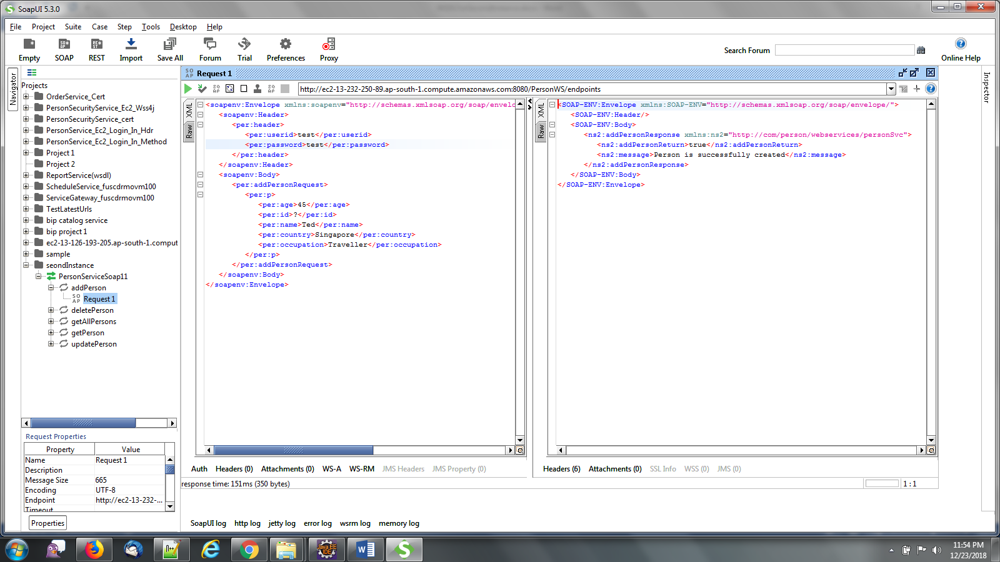 SoapUI 5.3.0
File Project Suite Case Step Tools Desktop Help
Empty SOAP REST Import Save All Forum Trial Preferences Proxy
Search Forum
Online Help
Navigator
Projects
OrderService_Cert
PersonSecurityService_Ec2_Wss4j
PersonSecurityService_cert
PersonService_Ec2_Login_In_Hdr
PersonService_Ec2_Login_In_Method
Project 1
Project 2
ReportService(wsdl)
ScheduleService_fuscdrmovm100
ServiceGateway_fuscdrmovm100
TestLatestUrls
bip catalog service
bip project 1
ec2-13-126-193-205.ap-south-1.comput
sample
seondInstance
PersonServiceSoap11
addPerson
Request 1
deletePerson
getAllPersons
getPerson
updatePerson
Request Properties
Property Value
Name Request 1
Description
Message Size 665
Encoding UTF-8
Endpoint http://ec2-13-232-...
Timeout
Properties
Request 1
http://ec2-13-232-250-89.ap-south-1.compute.amazonaws.com:8080/PersonWS/endpoints
XML
Raw
<soapenv:Envelope xmlns:soapenv="http://schemas.xmlsoap.org/soap/envelo
<soapenv:Header>
<per:header>
<per:userid>test</per:userid>
<per:password>test</per:password>
</per:header>
</soapenv:Header>
<soapenv:Body>
<per:addPersonRequest>
<per:p>
<per:age>45</per:age>
<per:id>?</per:id>
<per:name>Ted</per:name>
<per:country>Singapore</per:country>
<per:occupation>Traveller</per:occupation>
</per:p>
</per:addPersonRequest>
</soapenv:Body>
</soapenv:Envelope>
Auth Headers (0) Attachments (0) WS-A WS-RM JMS Headers JMS Property (0)
XML
Raw
<SOAP-ENV:Envelope xmlns:SOAP-ENV="http://schemas.xmlsoap.org/soap/envelope/">
<SOAP-ENV:Header/>
<SOAP-ENV:Body>
<ns2:addPersonResponse xmlns:ns2="http://com/person/webservices/personSvc">
<ns2:addPersonReturn>true</ns2:addPersonReturn>
<ns2:message>Person is successfully created</ns2:message>
</ns2:addPersonResponse>
</SOAP-ENV:Body>
</SOAP-ENV:Envelope>
Headers (6) Attachments (0) SSL Info WSS (0) JMS (0)
response time: 151ms (350 bytes)
1 : 1
Inspector
SoapUI log http log jetty log error log wsrm log memory log
Java EE
IDE
11:54 PM
12/23/2018